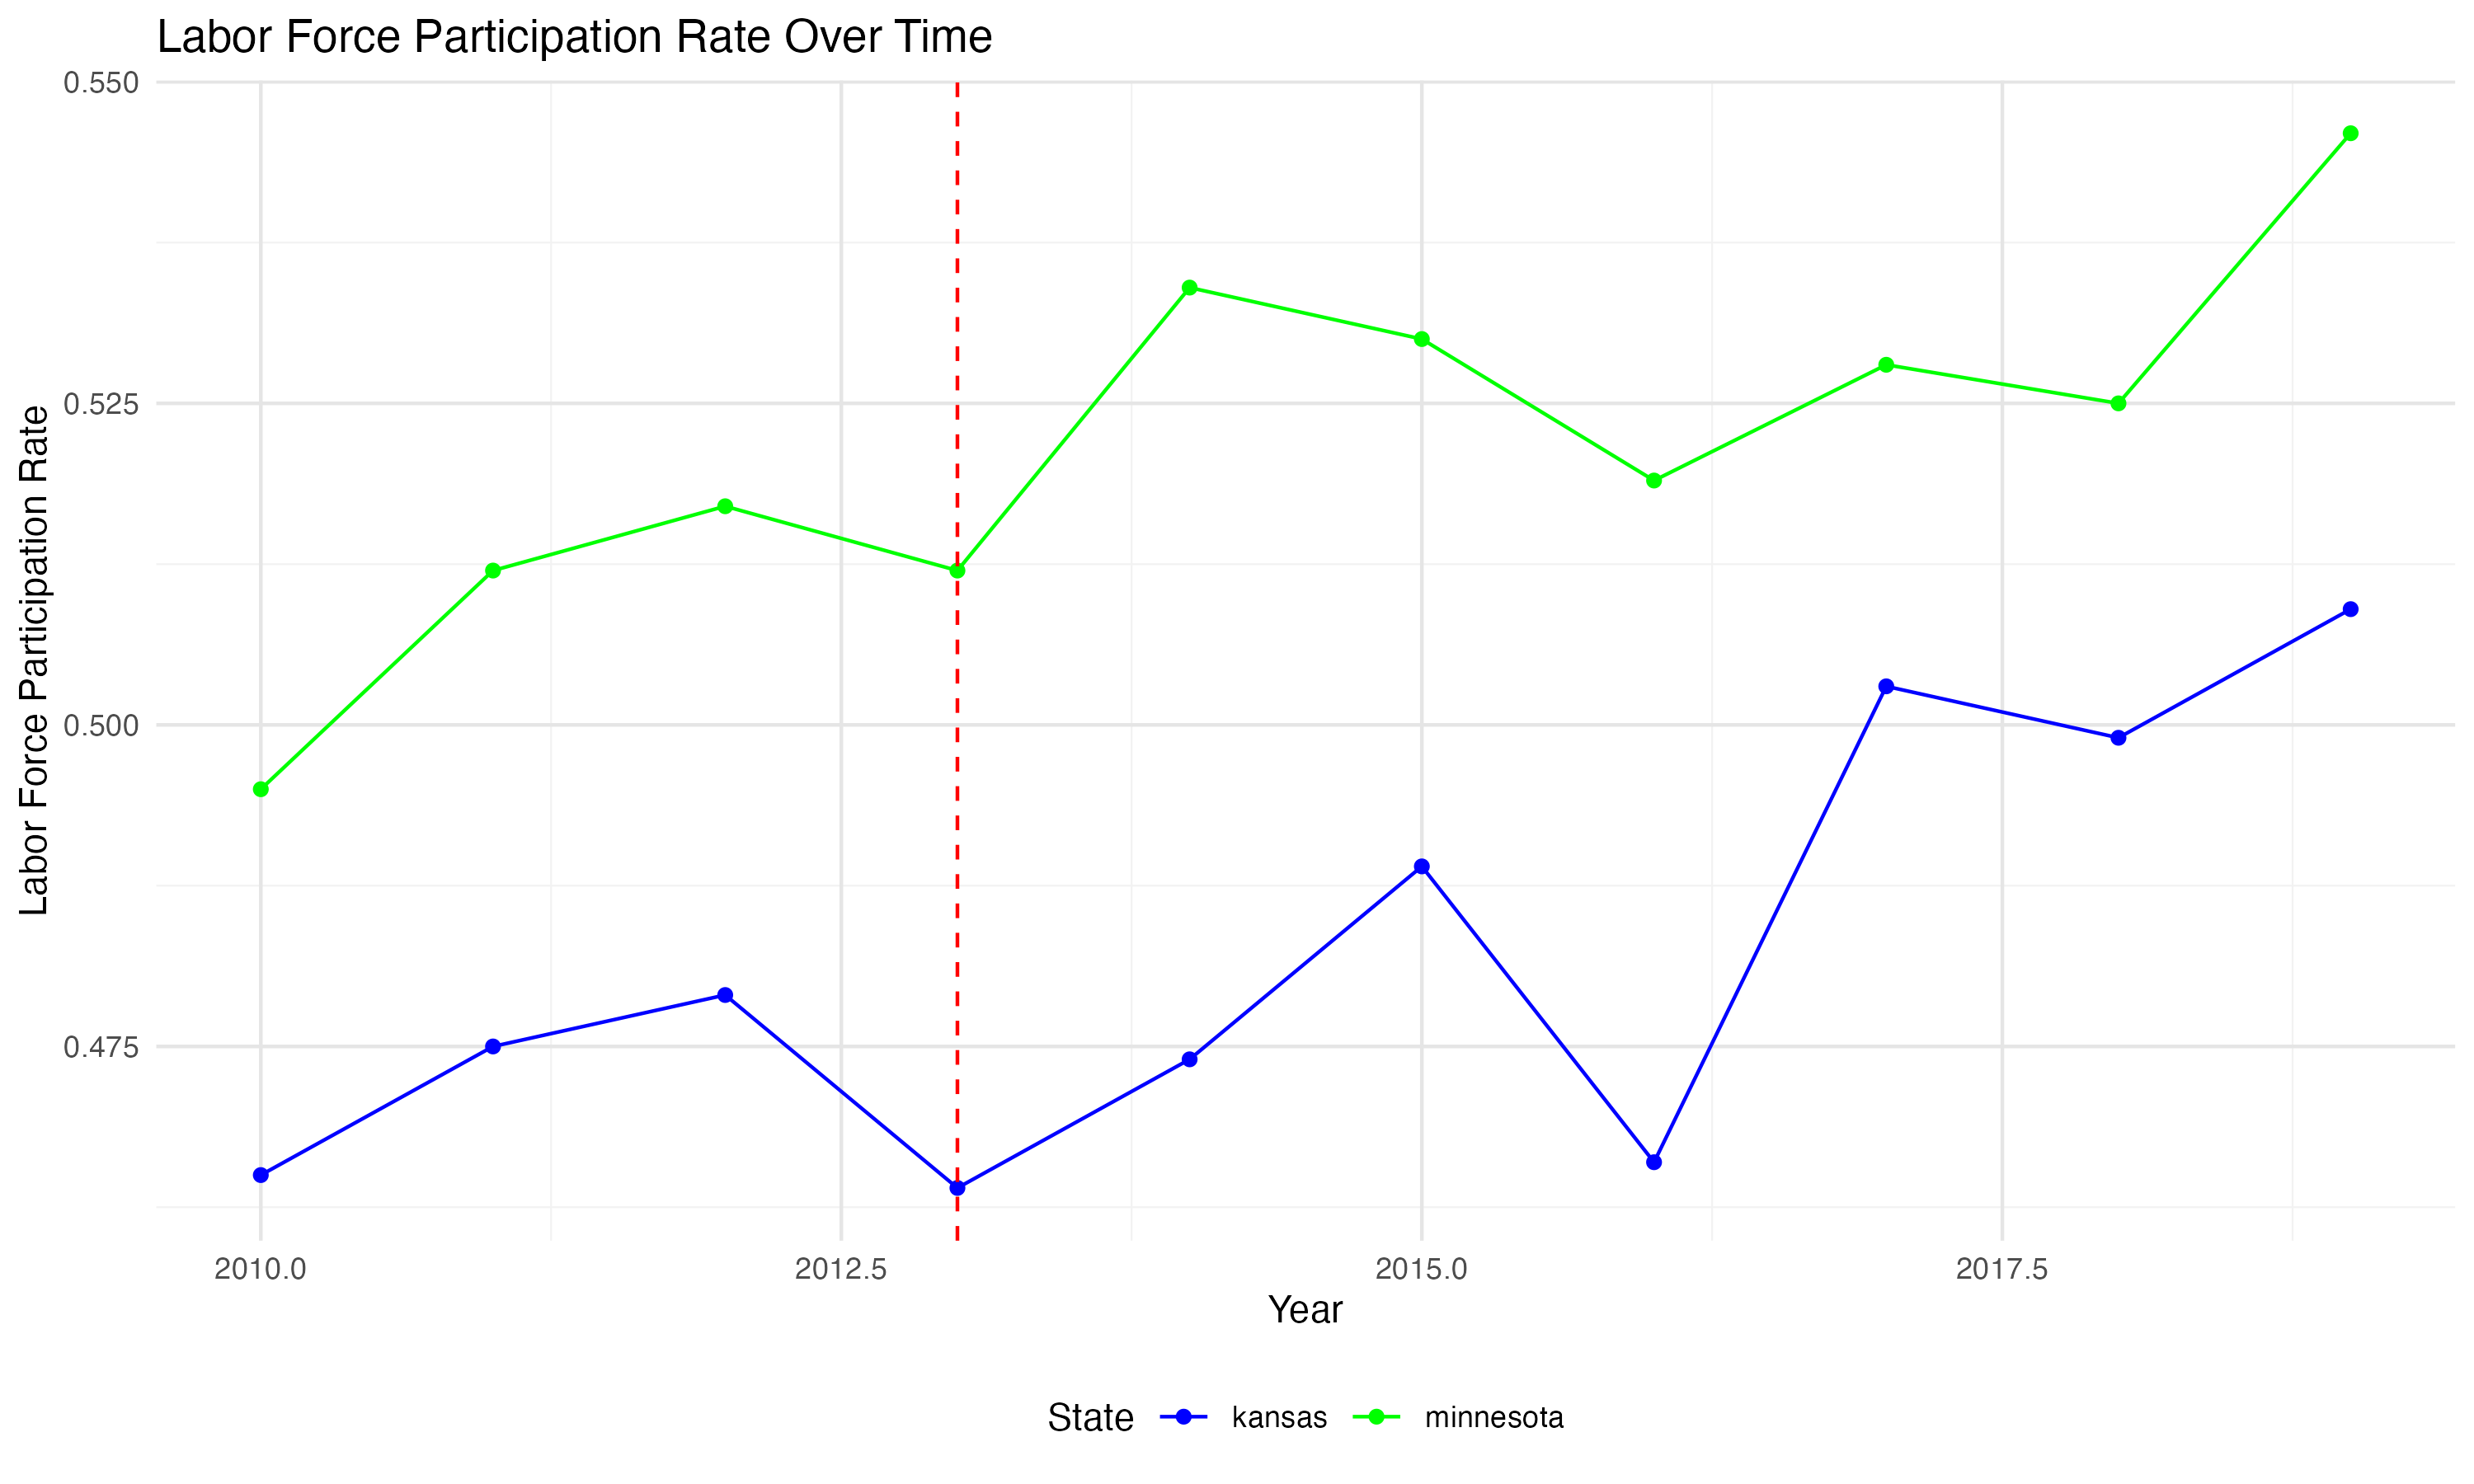 Labor Force Participation Rate Over Time
Labor Force Participation Rate
0.550
0.525
0.500
0.475
2010.0 2012.5 2015.0 2017.5
Year
State kansas minnesota